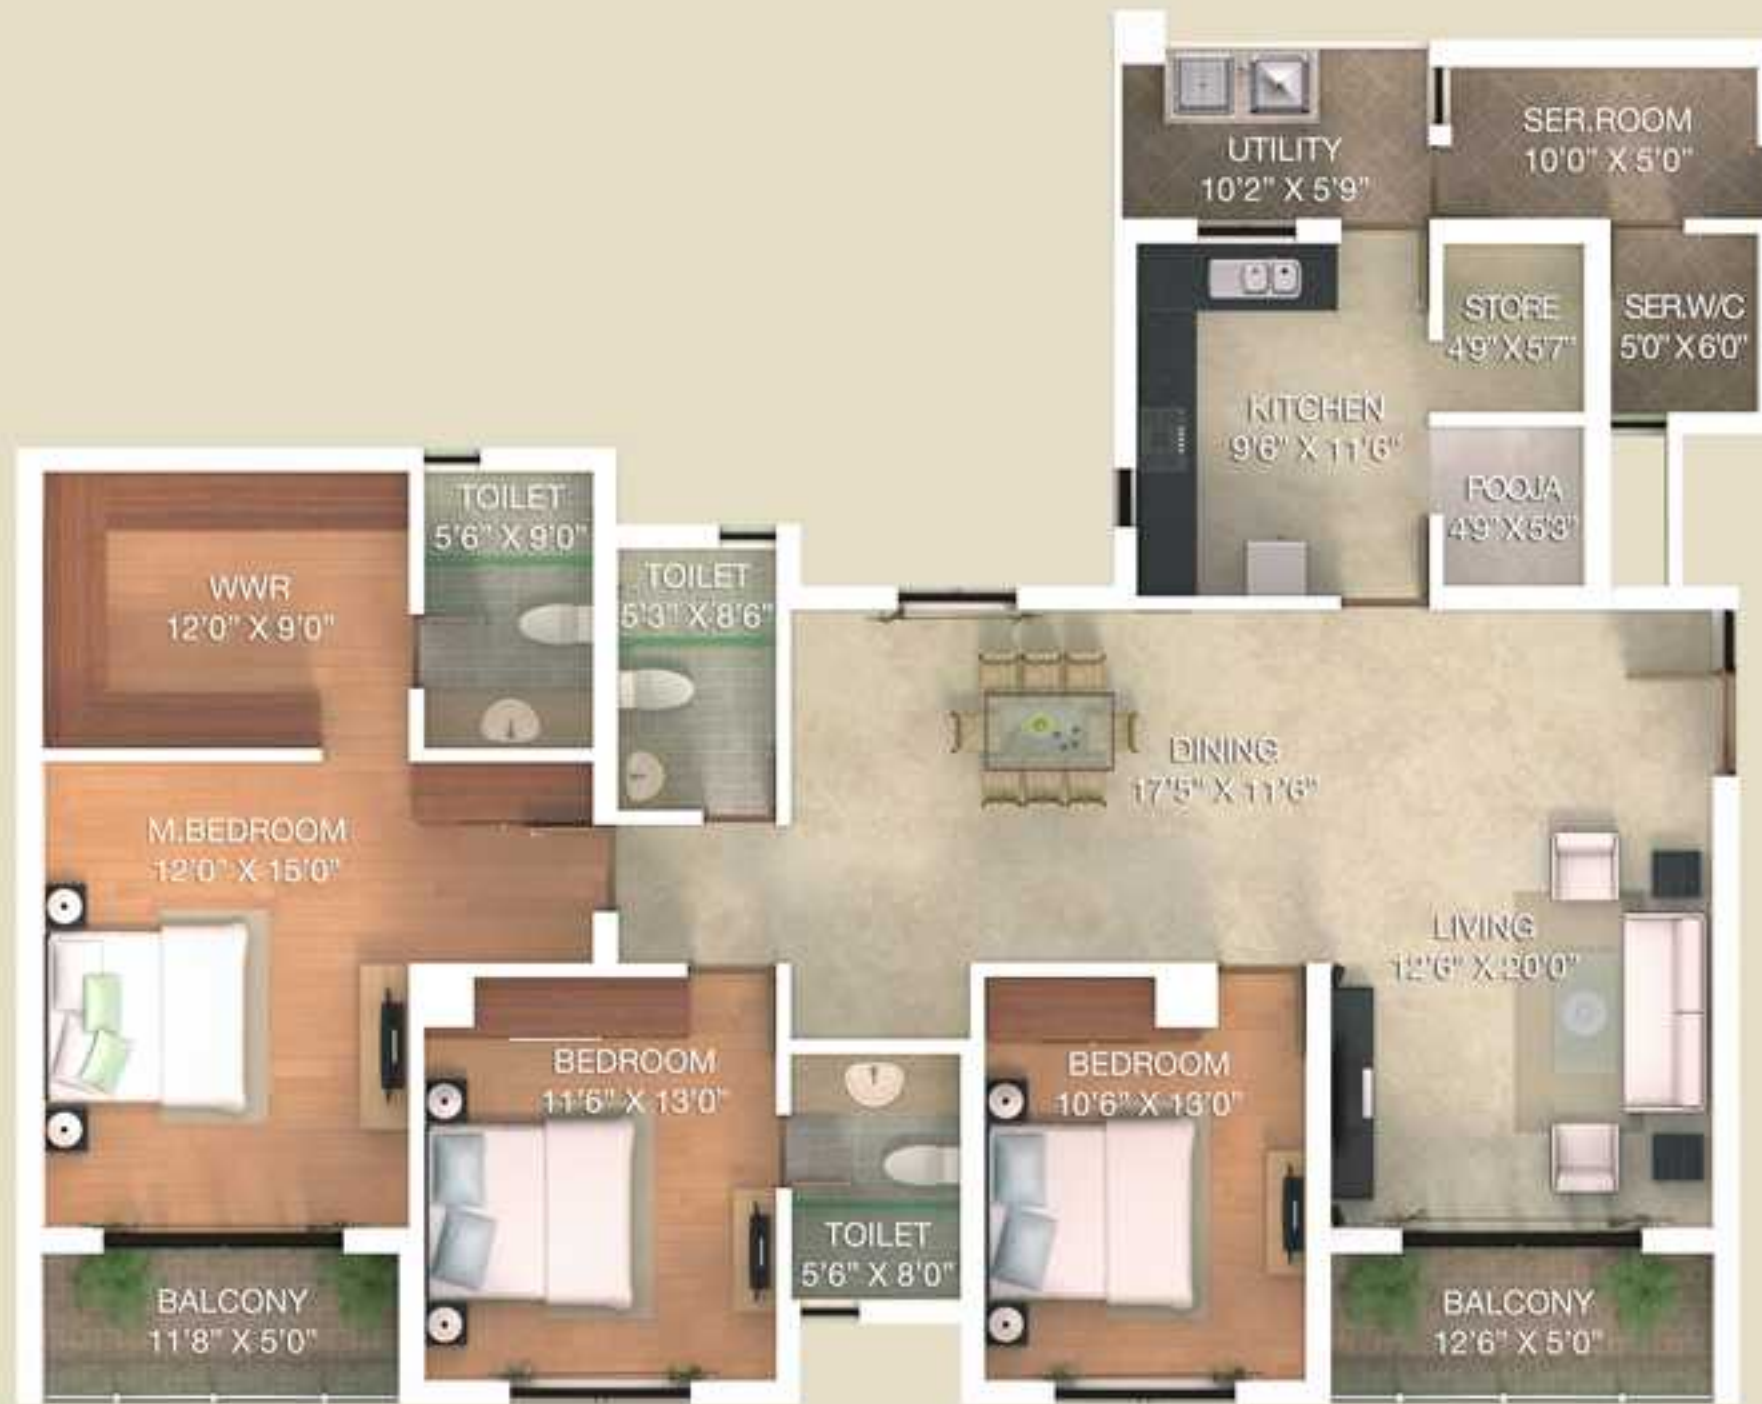 SER.ROOM
10'0" X 5'0"
UTILITY
10'2" X 5'9"
STORE
4'9" X 5'7"
SER.W/C
5'0" X 6'0"
KITCHEN
9'6" X 11'6"
POOJA
4'9" X 5'3"
TOILET
5'6" X 9'0"
TOILET
5'3" X 8'6"
WWR
12'0" X 9'0"
DINING
17'5" X 11'6"
M.BEDROOM
12'0" X 15'0"
LIVING
12'6" X 20'0"
BEDROOM
11'6" X 13'0"
BEDROOM
10'6" X 13'0"
TOILET
5'6" X 8'0"
BALCONY
11'8" X 5'0"
BALCONY
12'6" X 5'0"